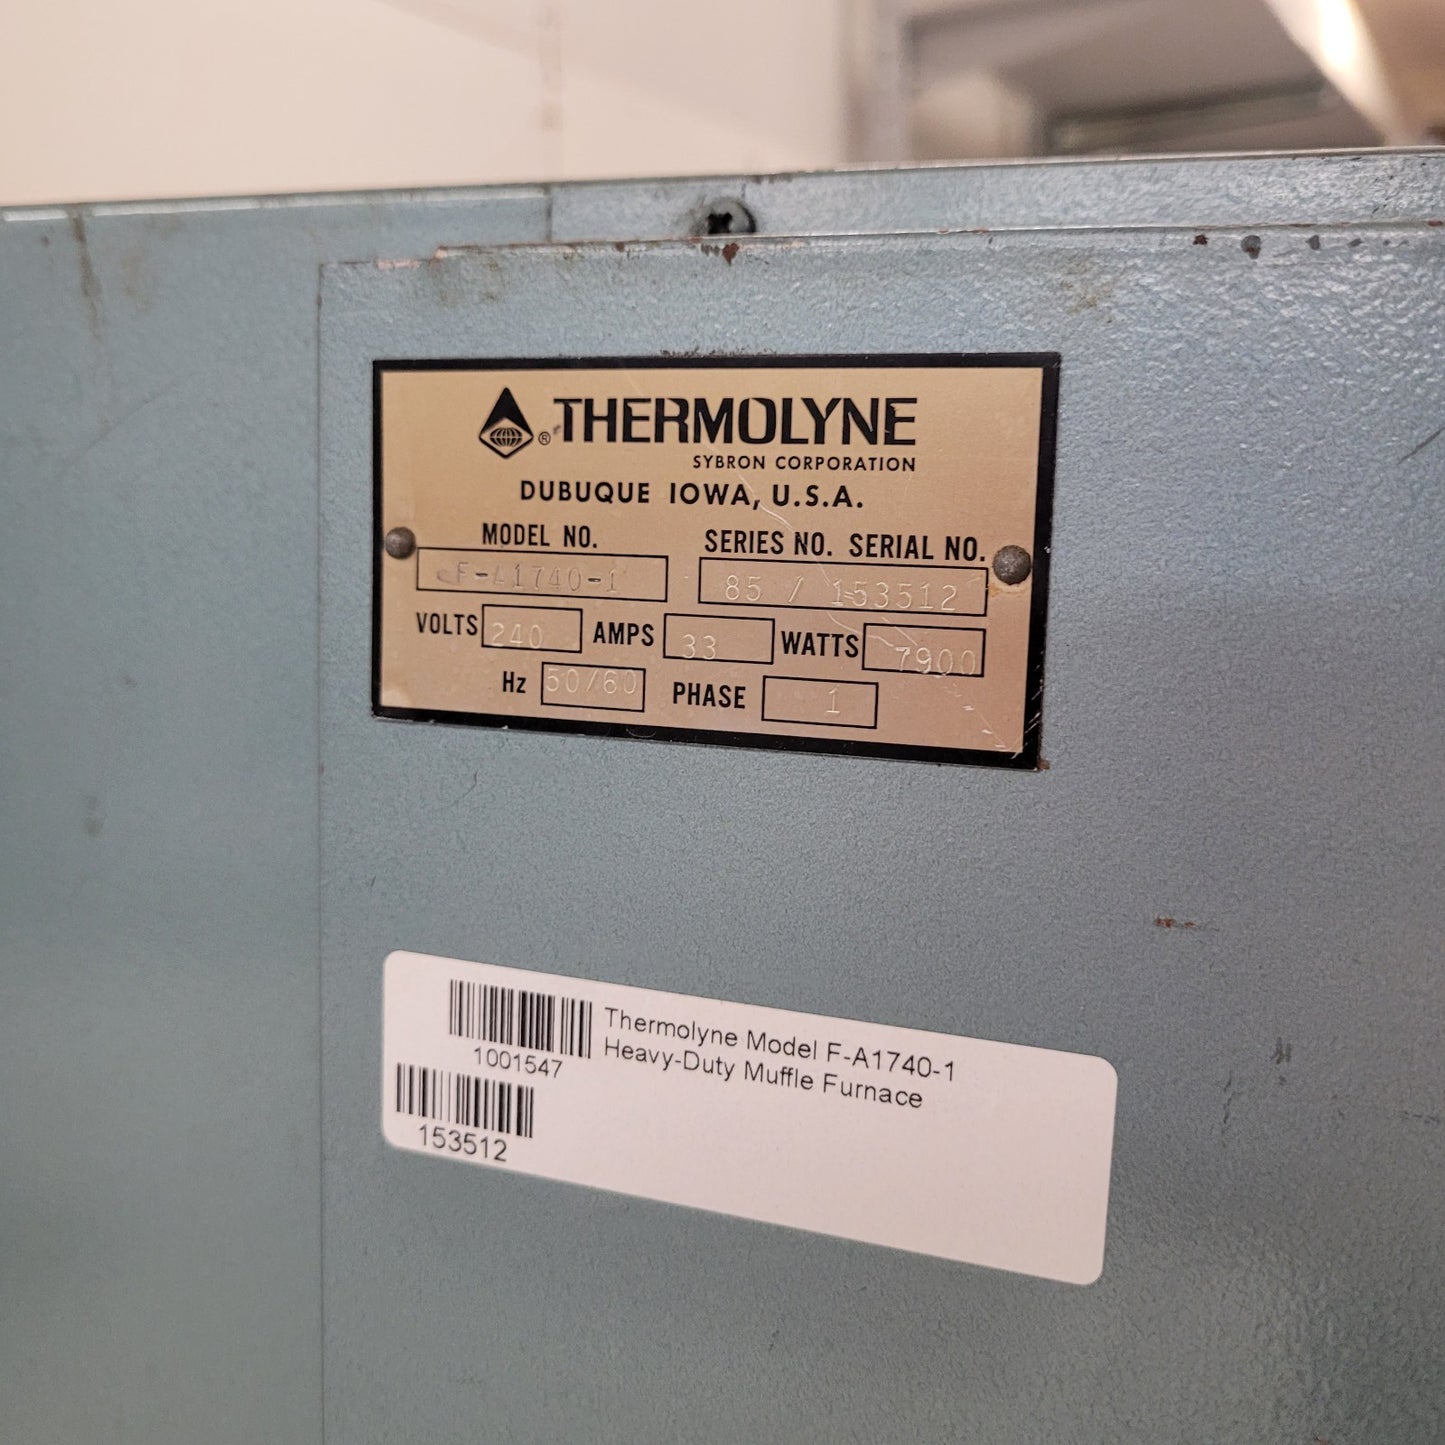 ® THERMOLYNE
SYBRON CORPORATION
DUBUQUE IOWA, U.S.A.
MODEL NO. SERIES NO. SERIAL NO.
F-A1740-1 85 / 153512
VOLTS 240 AMPS 33 WATTS 7900
Hz 50/60 PHASE 1
Thermolyne Model F-A1740-1
1001547 Heavy-Duty Muffle Furnace
153512